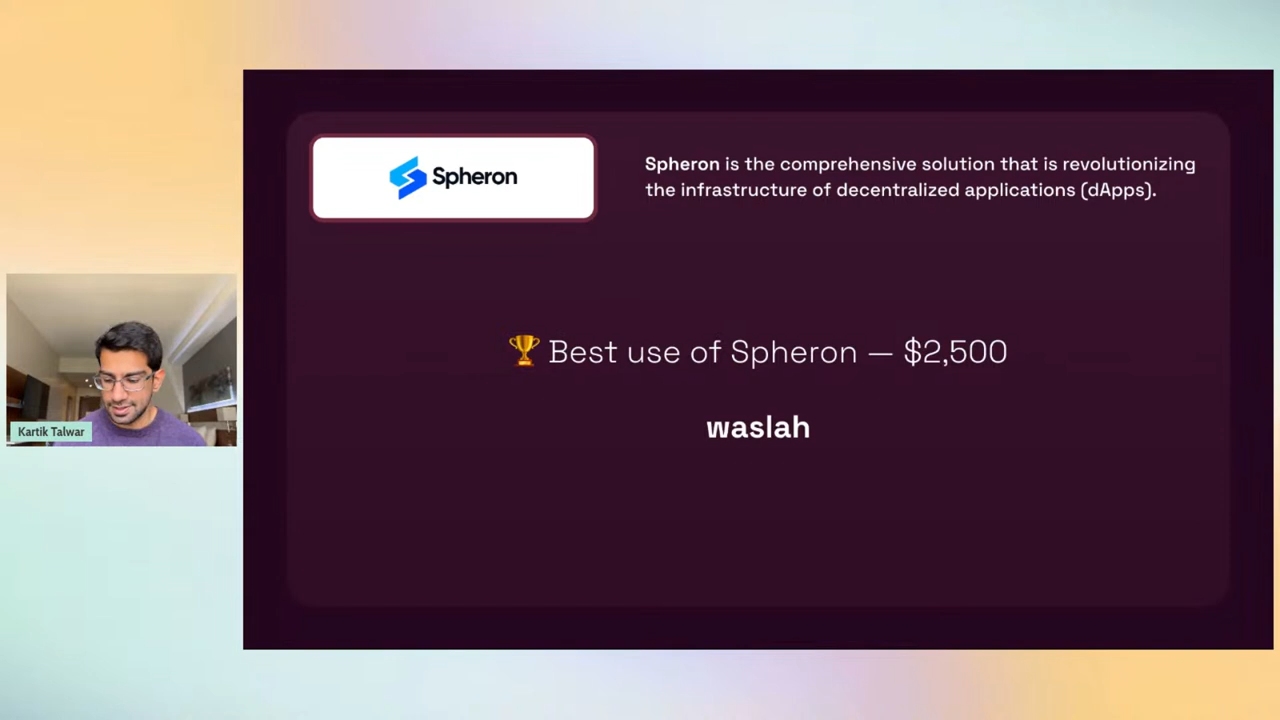 Spheron
Spheron is the comprehensive solution that is revolutionizing
the infrastructure of decentralized applications (dApps).
🏆 Best use of Spheron — $2,500
waslah
Kartik Talwar